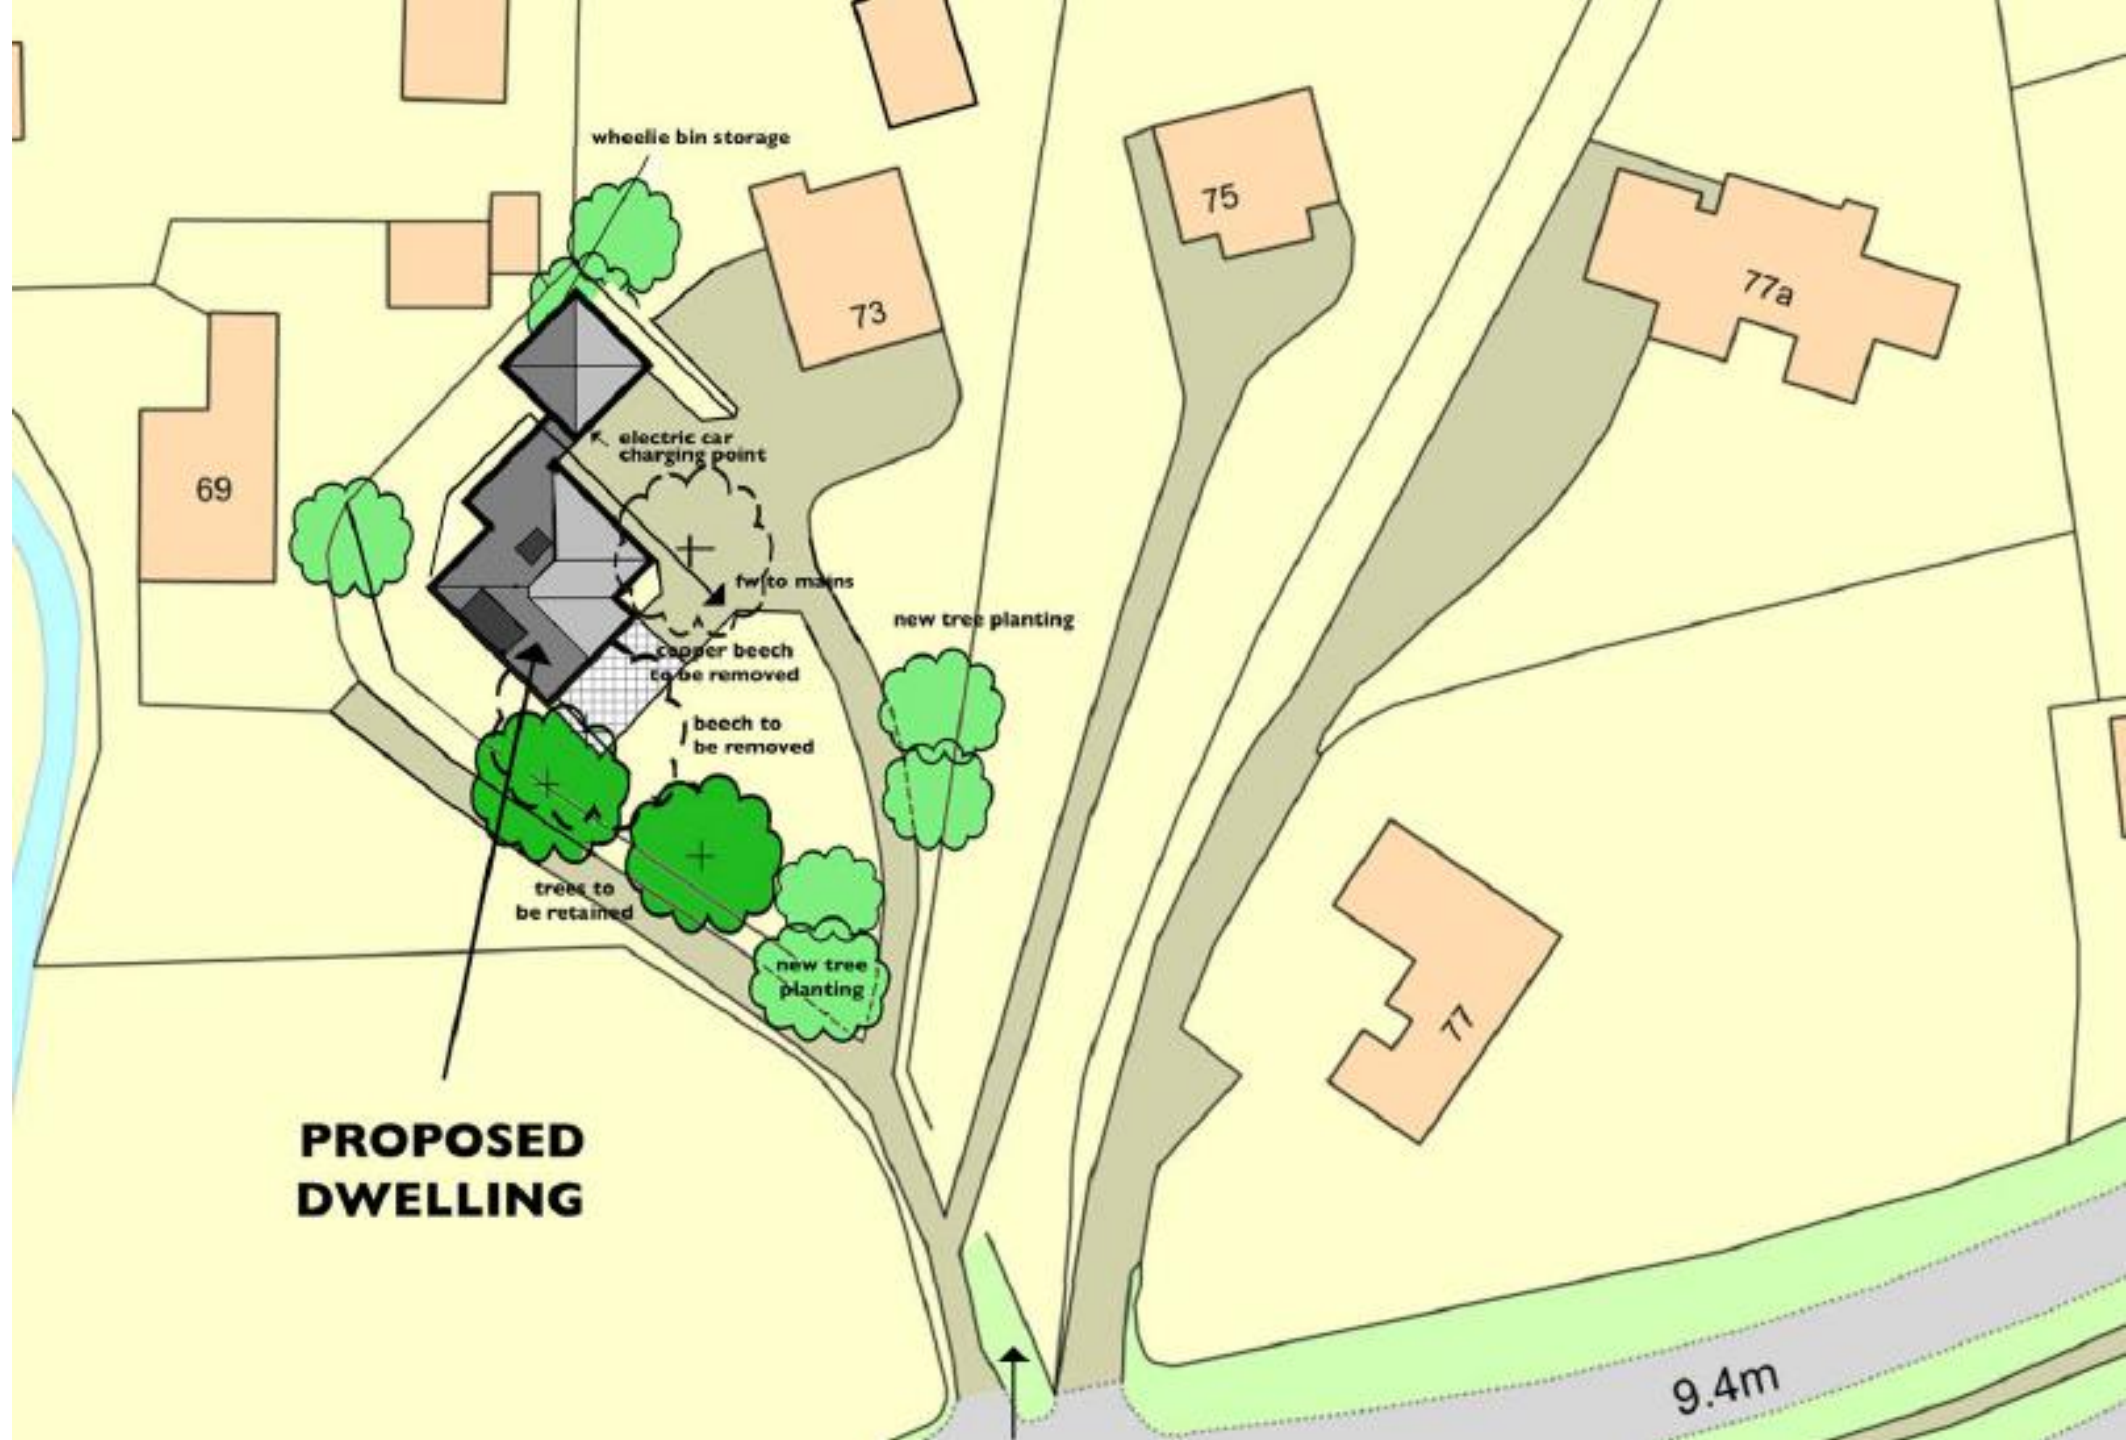 wheelie bin storage
75
77a
73
electric car
charging point
69
fw to mains
new tree planting
copper beech
to be removed
beech to
be removed
trees to
be retained
new tree
planting
77
PROPOSED
DWELLING
9.4m